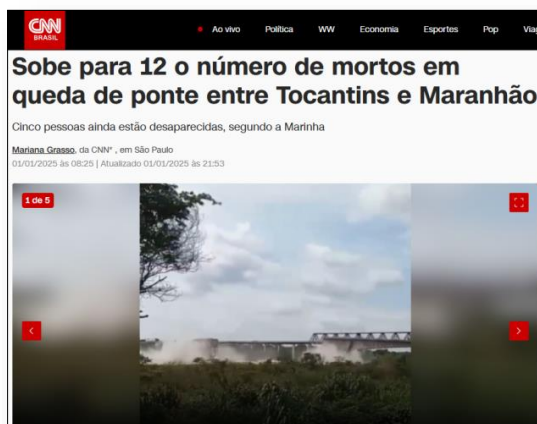 CNN
BRASIL
Ao vivo Política WW Economia Esportes Pop
Sobe para 12 o número de mortos em
queda de ponte entre Tocantins e Maranhão
Cinco pessoas ainda estão desaparecidas, segundo a Marinha
Mariana Grasso, da CNN* , em São Paulo
01/01/2025 às 08:25 | Atualizado 01/01/2025 às 21:53
1 de 5